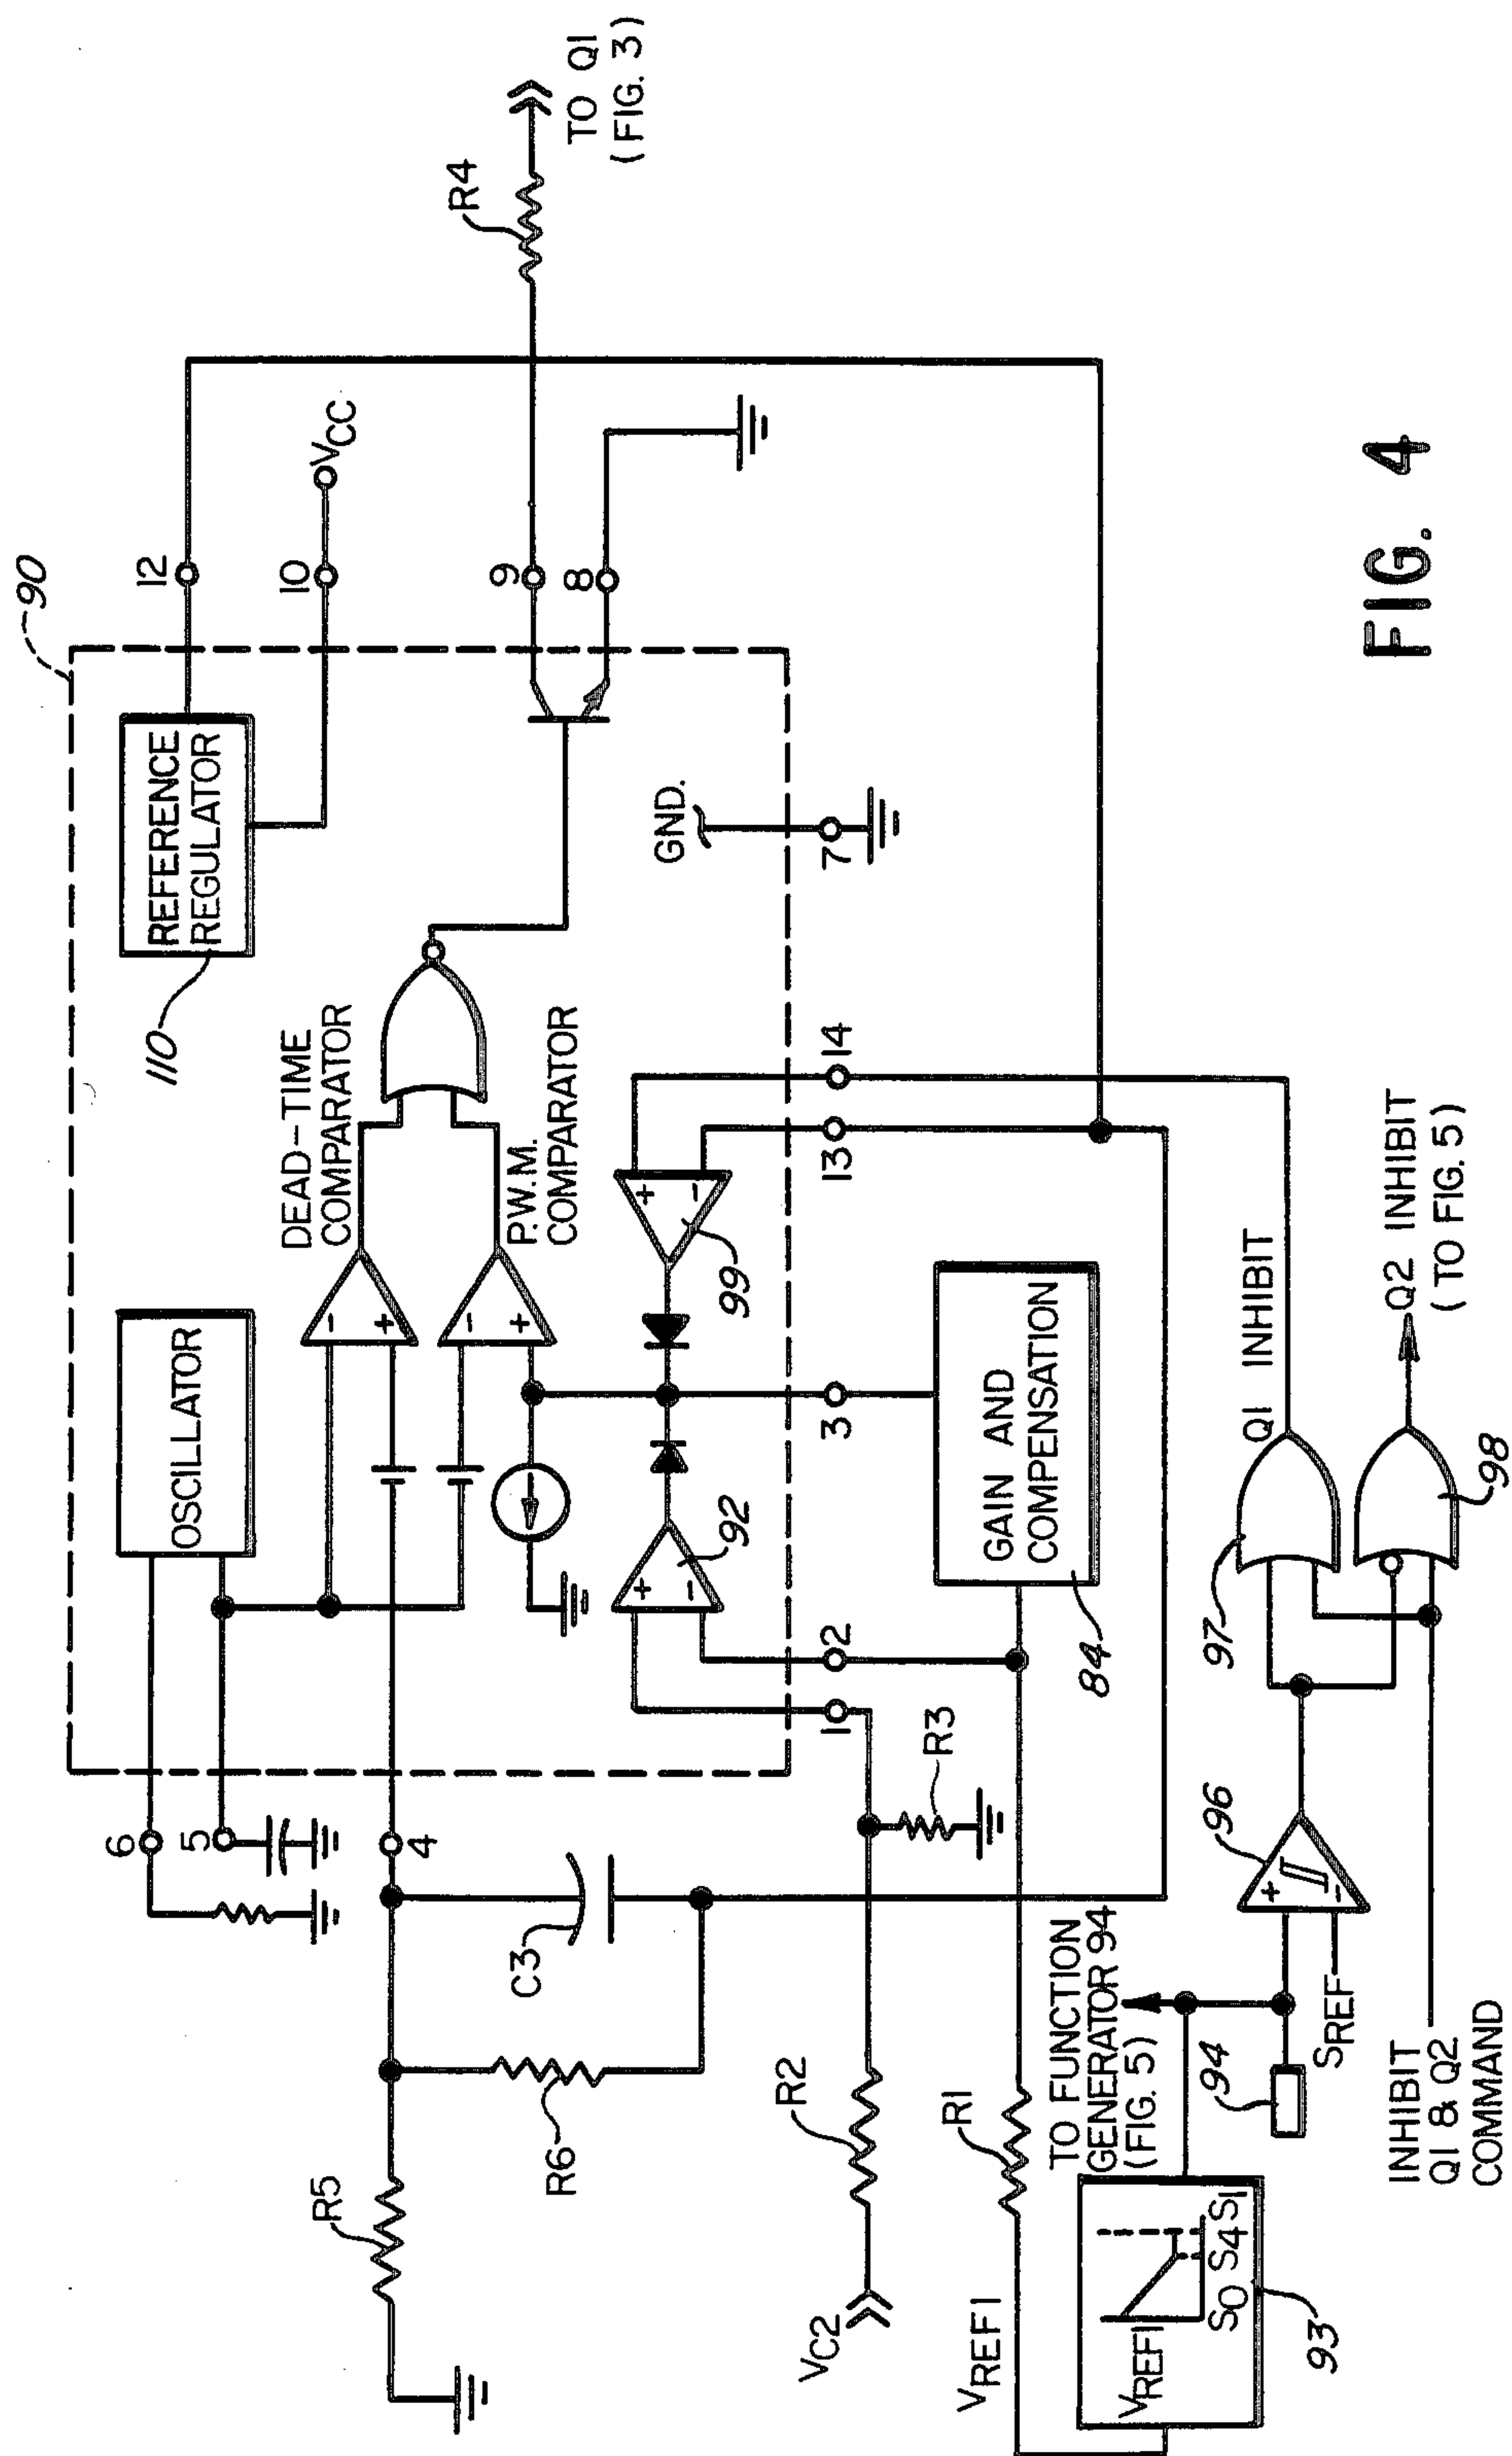 90
REFERENCE
REGULATOR
110
12
10
VCC
OSCILLATOR
6
5
4
DEAD-TIME
COMPARATOR
P.W.M.
COMPARATOR
9
8
R4
TO Q1
(FIG. 3)
GND.
7
R5
R6
C3
+
-
-
+
-
+
+
-
92
99
1
2
3
13
14
R3
VC2
R2
GAIN AND
COMPENSATION
84
VREF1
R1
VREF1
S0 S4 S1
93
TO FUNCTION
GENERATOR 94
(FIG. 5)
94
SREF
+
-
96
97
98
Q1 INHIBIT
Q2 INHIBIT
(TO FIG. 5)
INHIBIT
Q1 & Q2
COMMAND
FIG. 4